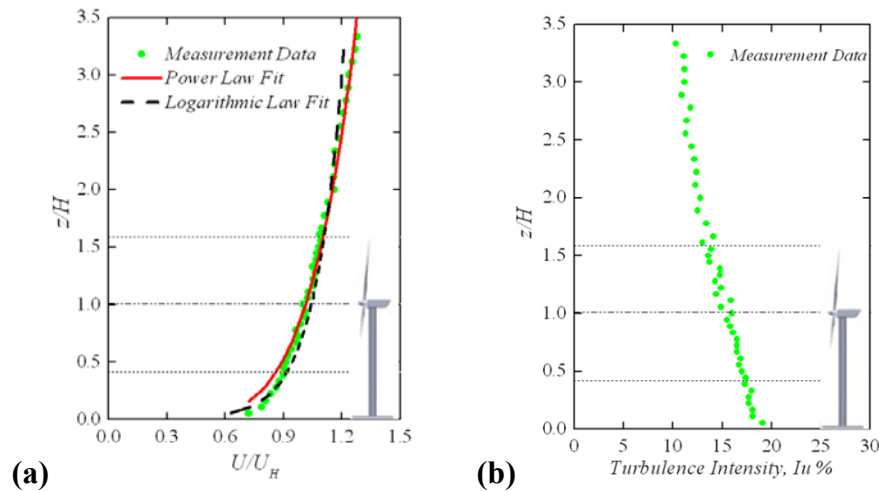 3.5
3.0
2.5
2.0
1.5
1.0
0.5
0.0
z/H
Measurement Data
Power Law Fit
Logarithmic Law Fit
0.0 0.3 0.6 0.9 1.2 1.5
U/U_H
(a)
3.5
3.0
2.5
2.0
1.5
1.0
0.5
0.0
z/H
Measurement Data
0 5 10 15 20 25 30
Turbulence Intensity, Iu %
(b)